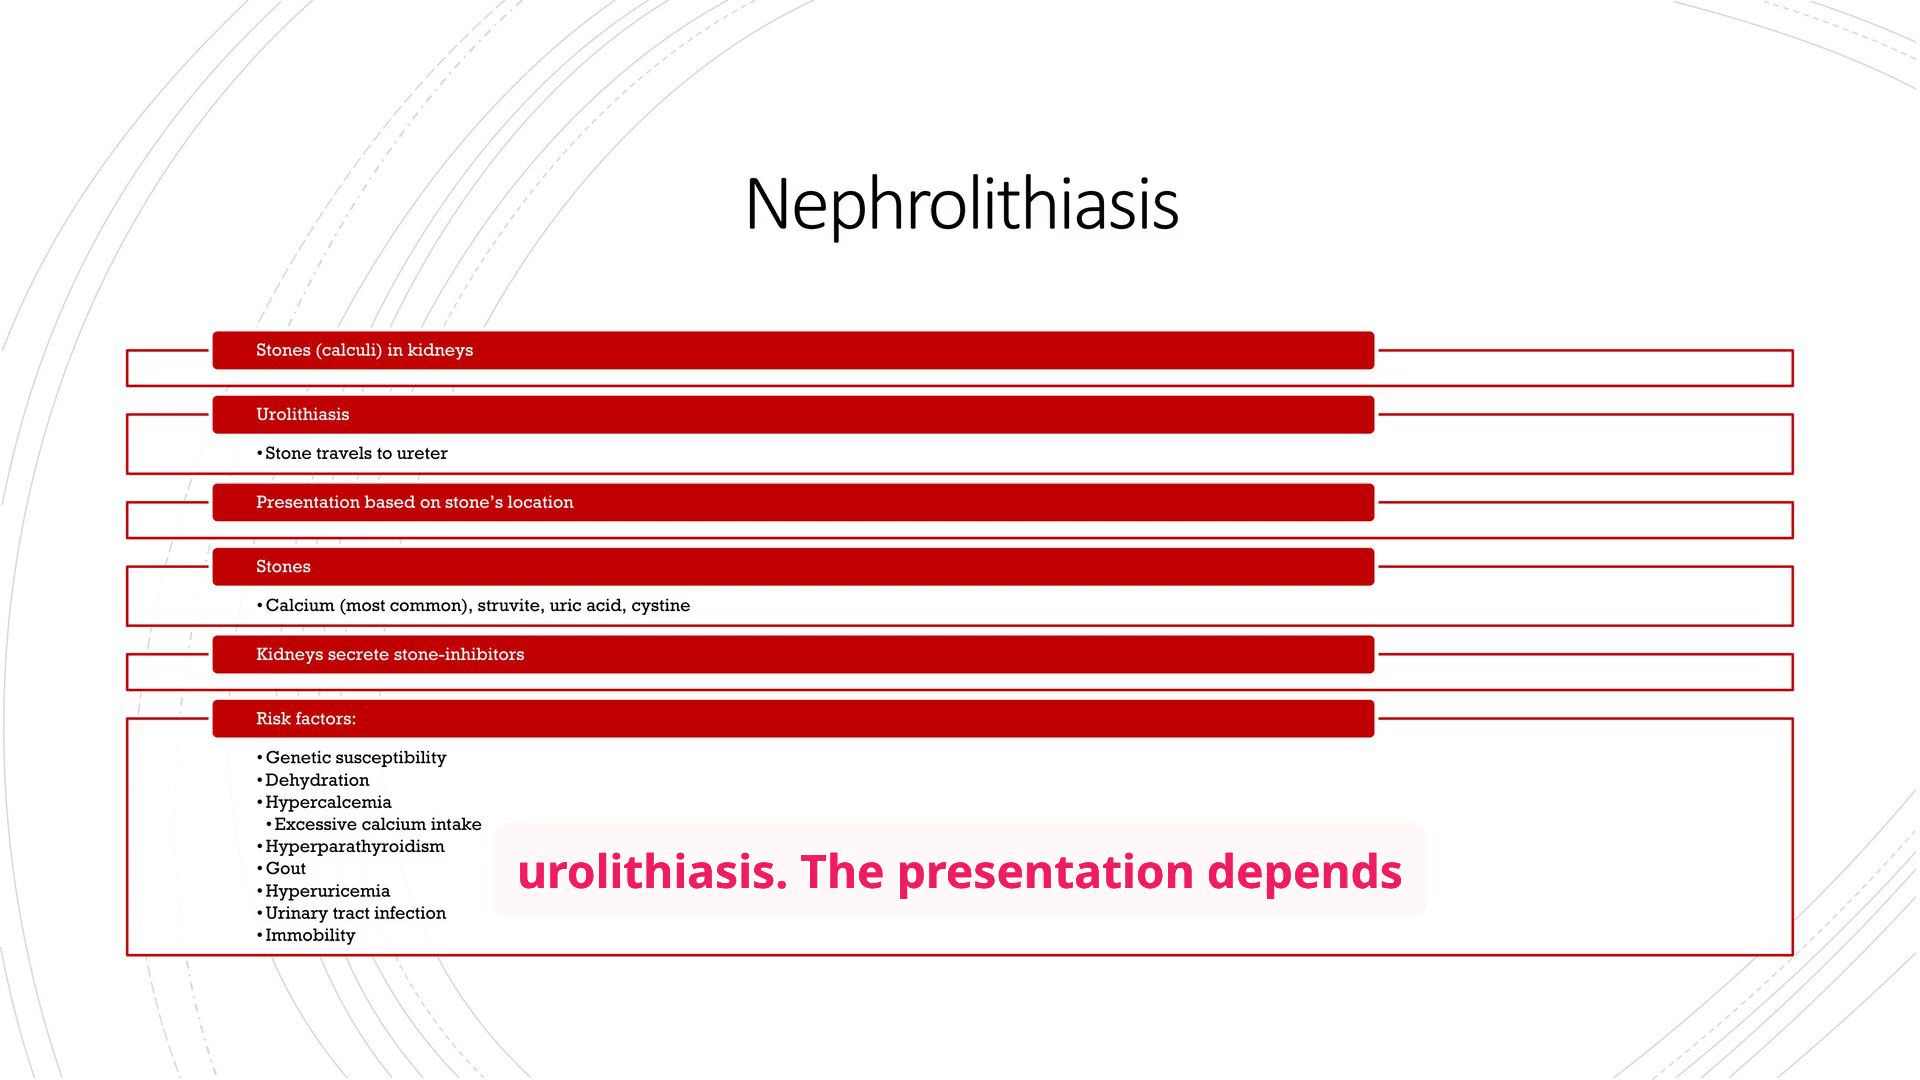 Nephrolithiasis
Stones (calculi) in kidneys
Urolithiasis
• Stone travels to ureter
Presentation based on stone’s location
Stones
• Calcium (most common), struvite, uric acid, cystine
Kidneys secrete stone-inhibitors
Risk factors:
• Genetic susceptibility
• Dehydration
• Hypercalcemia
• Excessive calcium intake
• Hyperparathyroidism
• Gout
• Hyperuricemia
• Urinary tract infection
• Immobility
urolithiasis. The presentation depends